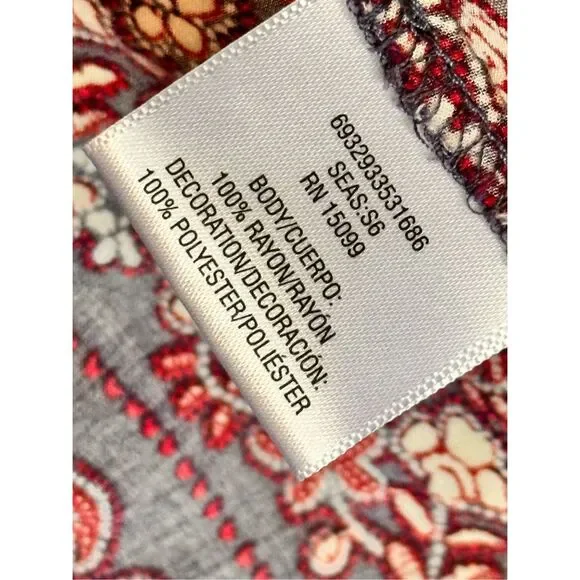 6932933531686
SEAS:S6
RN 15099
BODY/CUERPO:
100% RAYON/RAYÓN
DECORATION/DECORACIÓN:
100% POLYESTER/POLIÉSTER